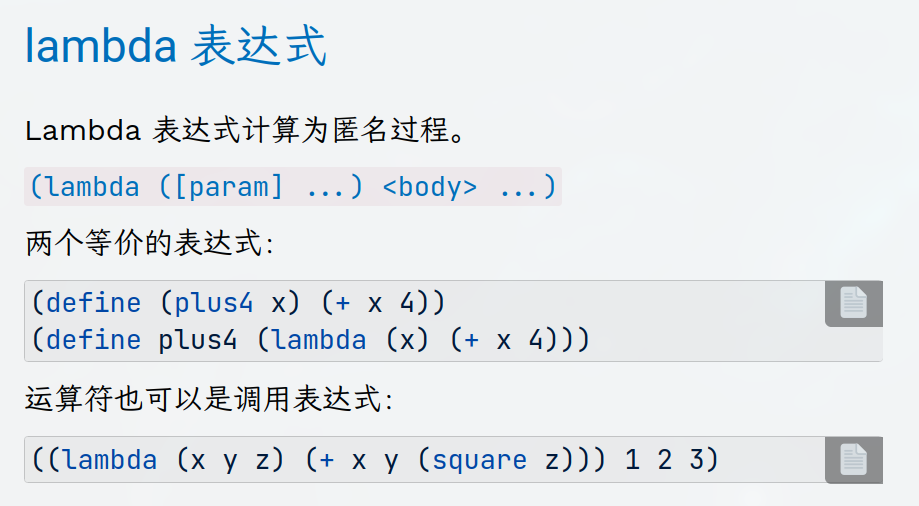 lambda 表达式
Lambda 表达式计算为匿名过程。
(lambda ([param] ...) <body> ...)
两个等价的表达式：
(define (plus4 x) (+ x 4))
(define plus4 (lambda (x) (+ x 4)))
运算符也可以是调用表达式：
((lambda (x y z) (+ x y (square z))) 1 2 3)